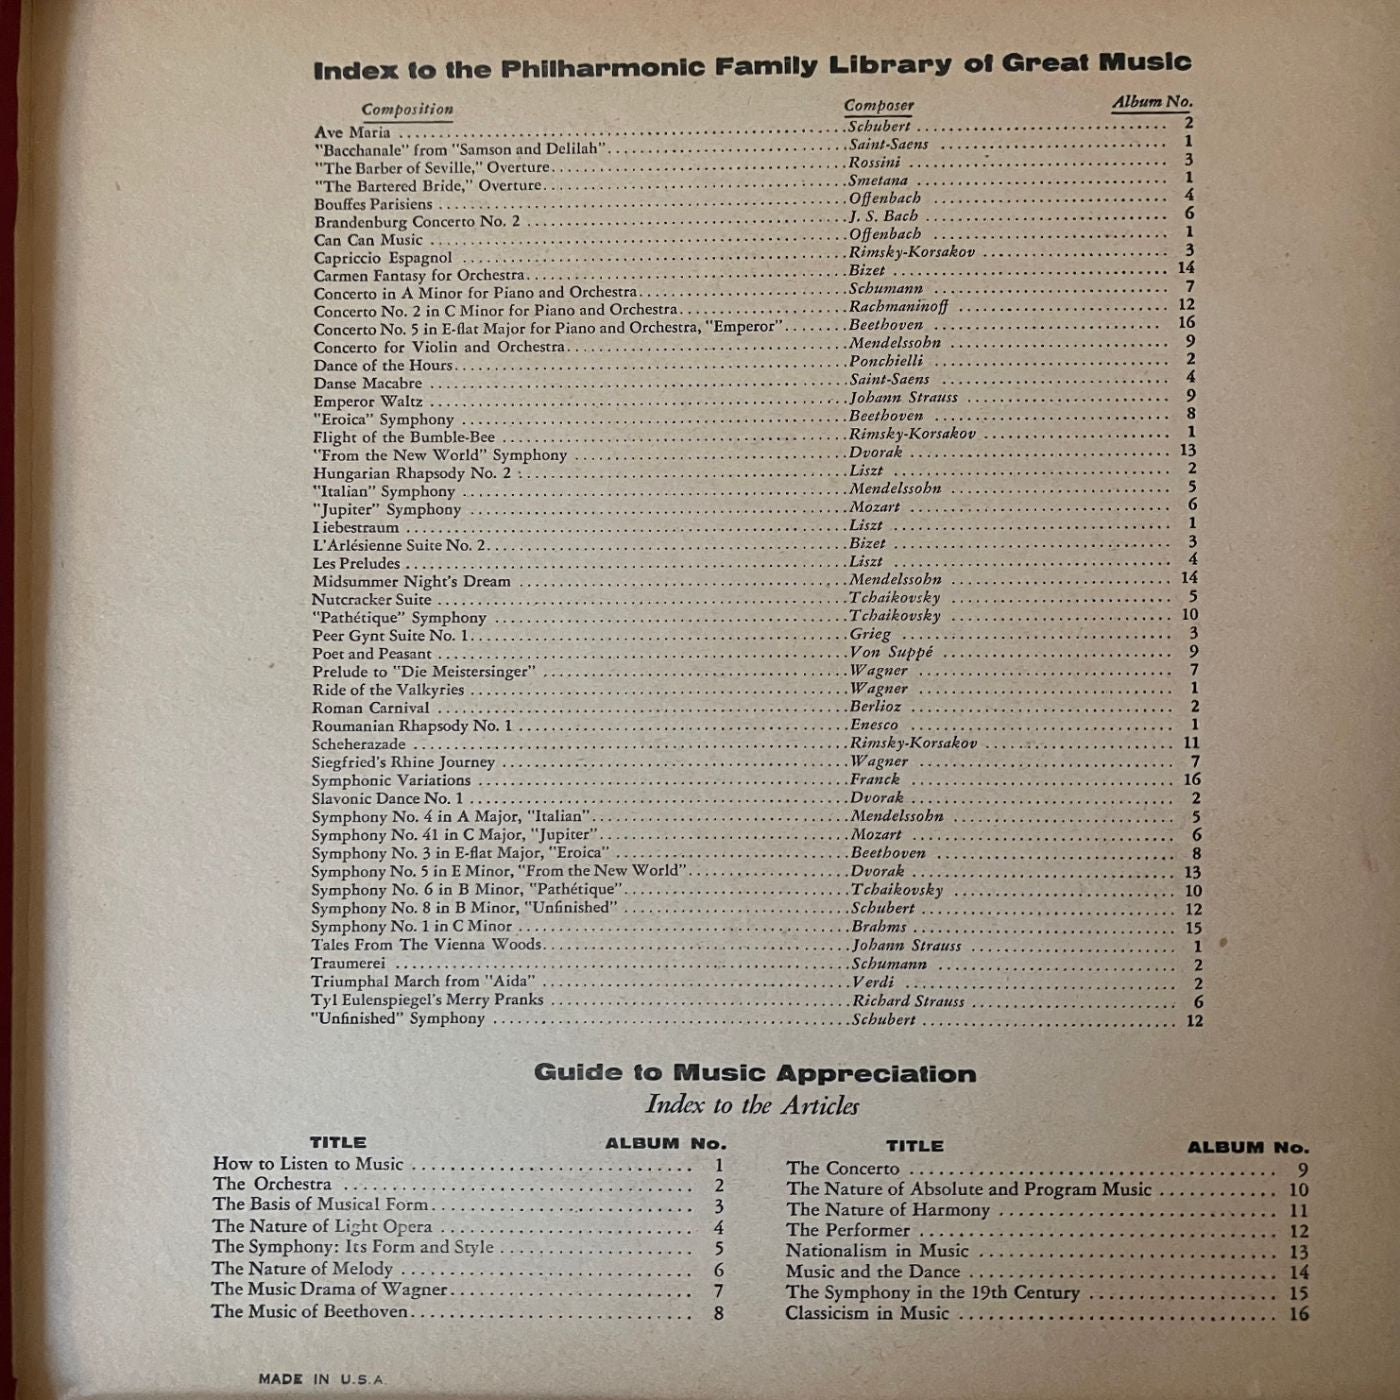 Index to the Philharmonic Family Library of Great Music
Composition Composer Album No.
Ave Maria Schubert 2
"Bacchanale" from "Samson and Delilah" Saint-Saens 1
"The Barber of Seville," Overture Rossini 3
"The Bartered Bride," Overture Smetana 1
Bouffes Parisiens Offenbach 4
Brandenburg Concerto No. 2 J. S. Bach 6
Can Can Music Offenbach 1
Capriccio Espagnol Rimsky-Korsakov 3
Carmen Fantasy for Orchestra Bizet 14
Concerto in A Minor for Piano and Orchestra Schumann 7
Concerto No. 2 in C Minor for Piano and Orchestra Rachmaninoff 12
Concerto No. 5 in E-flat Major for Piano and Orchestra, "Emperor" Beethoven 16
Concerto for Violin and Orchestra Mendelssohn 9
Dance of the Hours Ponchielli 2
Danse Macabre Saint-Saens 4
Emperor Waltz Johann Strauss 9
"Eroica" Symphony Beethoven 8
Flight of the Bumble-Bee Rimsky-Korsakov 1
"From the New World" Symphony Dvorak 13
Hungarian Rhapsody No. 2 Liszt 2
"Italian" Symphony Mendelssohn 5
"Jupiter" Symphony Mozart 6
Liebestraum Liszt 1
L'Arlésienne Suite No. 2 Bizet 3
Les Preludes Liszt 4
Midsummer Night's Dream Mendelssohn 14
Nutcracker Suite Tchaikovsky 5
"Pathétique" Symphony Tchaikovsky 10
Peer Gynt Suite No. 1 Grieg 3
Poet and Peasant Von Suppé 9
Prelude to "Die Meistersinger" Wagner 7
Ride of the Valkyries Wagner 1
Roman Carnival Berlioz 2
Roumanian Rhapsody No. 1 Enesco 1
Scheherazade Rimsky-Korsakov 11
Siegfried's Rhine Journey Wagner 7
Symphonic Variations Franck 16
Slavonic Dance No. 1 Dvorak 2
Symphony No. 4 in A Major, "Italian" Mendelssohn 5
Symphony No. 41 in C Major, "Jupiter" Mozart 6
Symphony No. 3 in E-flat Major, "Eroica" Beethoven 8
Symphony No. 5 in E Minor, "From the New World" Dvorak 13
Symphony No. 6 in B Minor, "Pathétique" Tchaikovsky 10
Symphony No. 8 in B Minor, "Unfinished" Schubert 12
Symphony No. 1 in C Minor Brahms 15
Tales From The Vienna Woods Johann Strauss 1
Traumerei Schumann 2
Triumphal March from "Aida" Verdi 2
Tyl Eulenspiegel's Merry Pranks Richard Strauss 6
"Unfinished" Symphony Schubert 12
Guide to Music Appreciation
Index to the Articles
TITLE ALBUM No.
How to Listen to Music 1
The Orchestra 2
The Basis of Musical Form 3
The Nature of Light Opera 4
The Symphony: Its Form and Style 5
The Nature of Melody 6
The Music Drama of Wagner 7
The Music of Beethoven 8
TITLE ALBUM No.
The Concerto 9
The Nature of Absolute and Program Music 10
The Nature of Harmony 11
The Performer 12
Nationalism in Music 13
Music and the Dance 14
The Symphony in the 19th Century 15
Classicism in Music 16
MADE IN U.S.A.